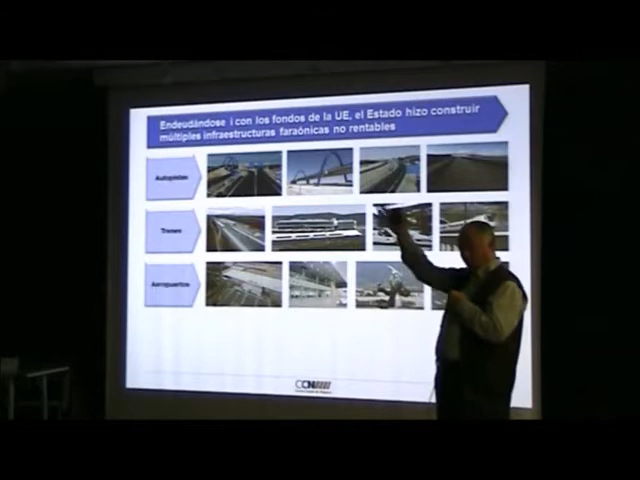 Endeudándose i con los fondos de la UE, el Estado hizo construir
múltiples infraestructuras faraónicas no rentables
Autopistas
Trenes
Aeropuertos
CCN